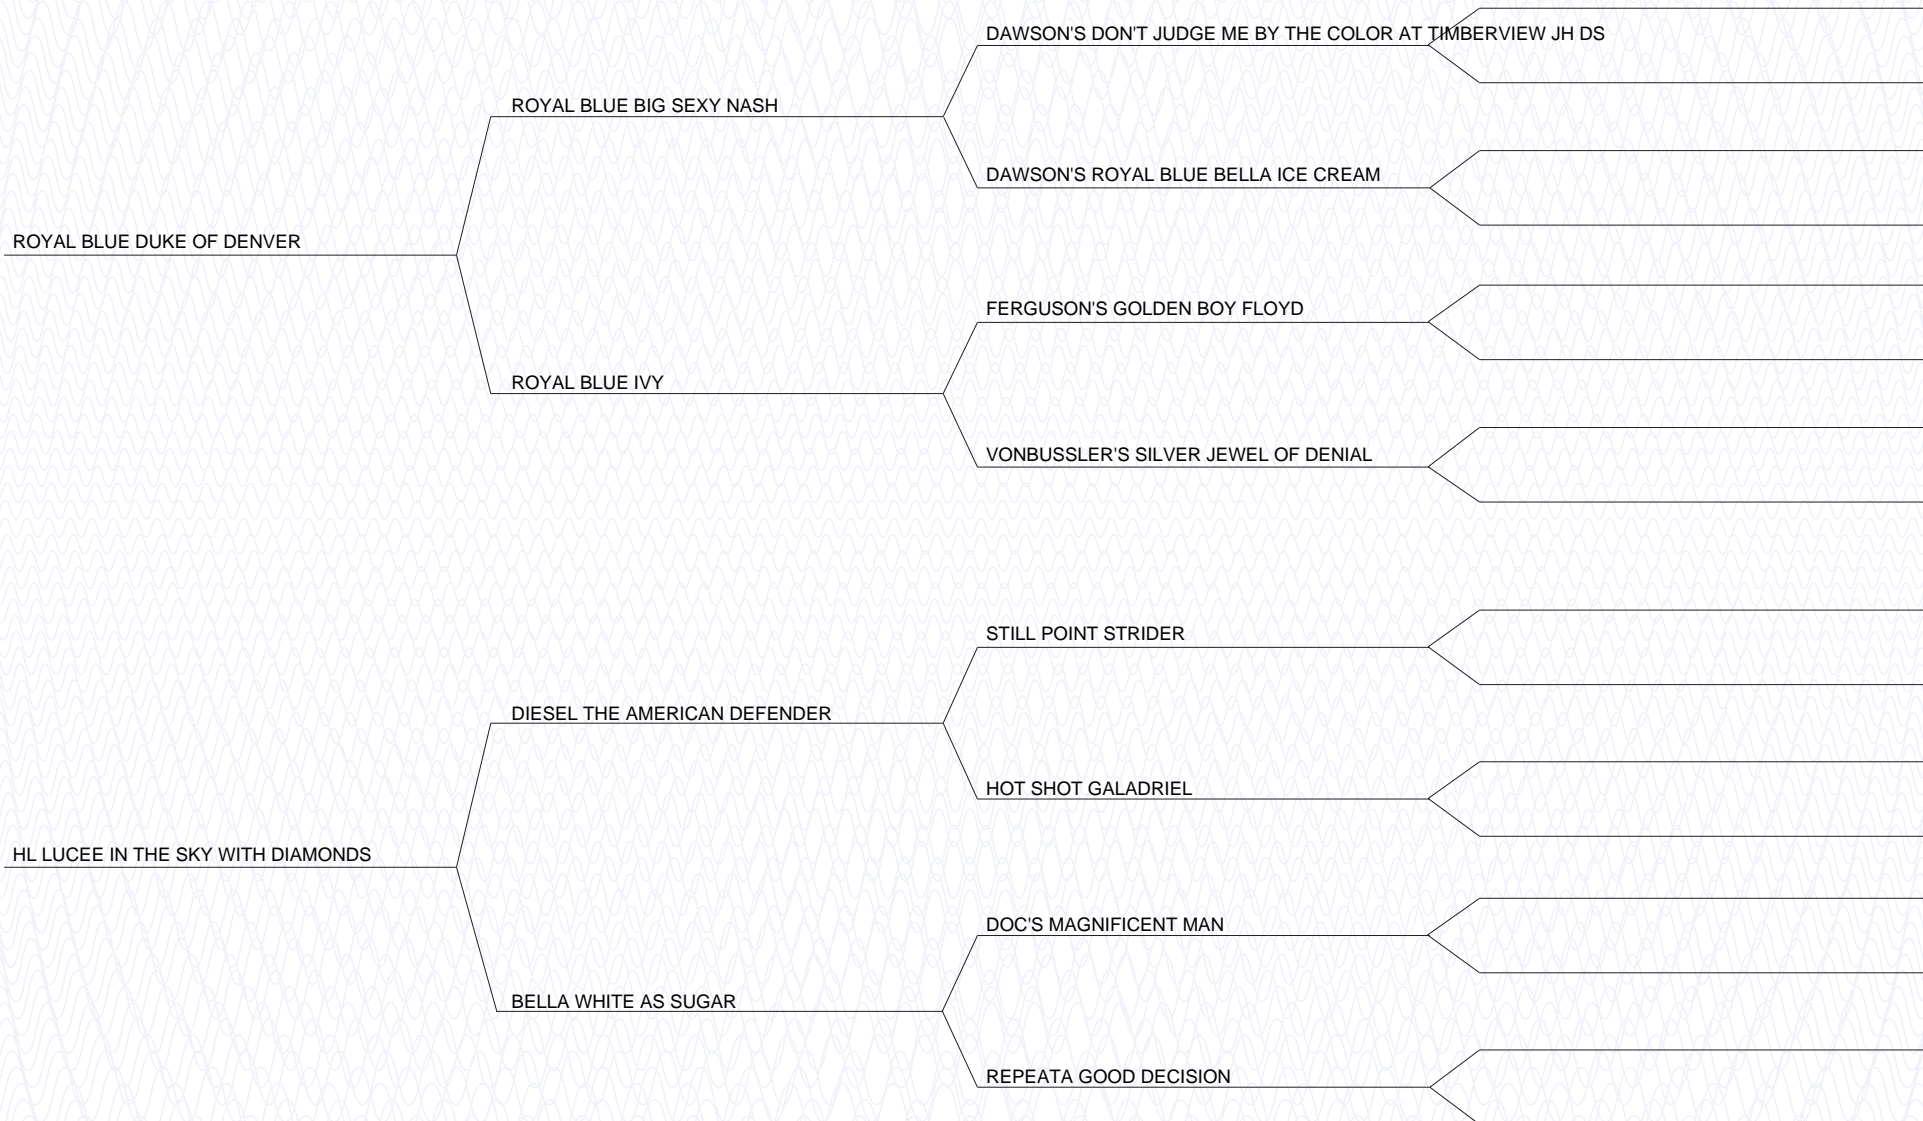 DAWSON'S DON'T JUDGE ME BY THE COLOR AT TIMBERVIEW JH DS
ROYAL BLUE BIG SEXY NASH
DAWSON'S ROYAL BLUE BELLA ICE CREAM
ROYAL BLUE DUKE OF DENVER
FERGUSON'S GOLDEN BOY FLOYD
ROYAL BLUE IVY
VONBUSSLER'S SILVER JEWEL OF DENIAL
STILL POINT STRIDER
DIESEL THE AMERICAN DEFENDER
HOT SHOT GALADRIEL
HL LUCEE IN THE SKY WITH DIAMONDS
DOC'S MAGNIFICENT MAN
BELLA WHITE AS SUGAR
REPEATA GOOD DECISION